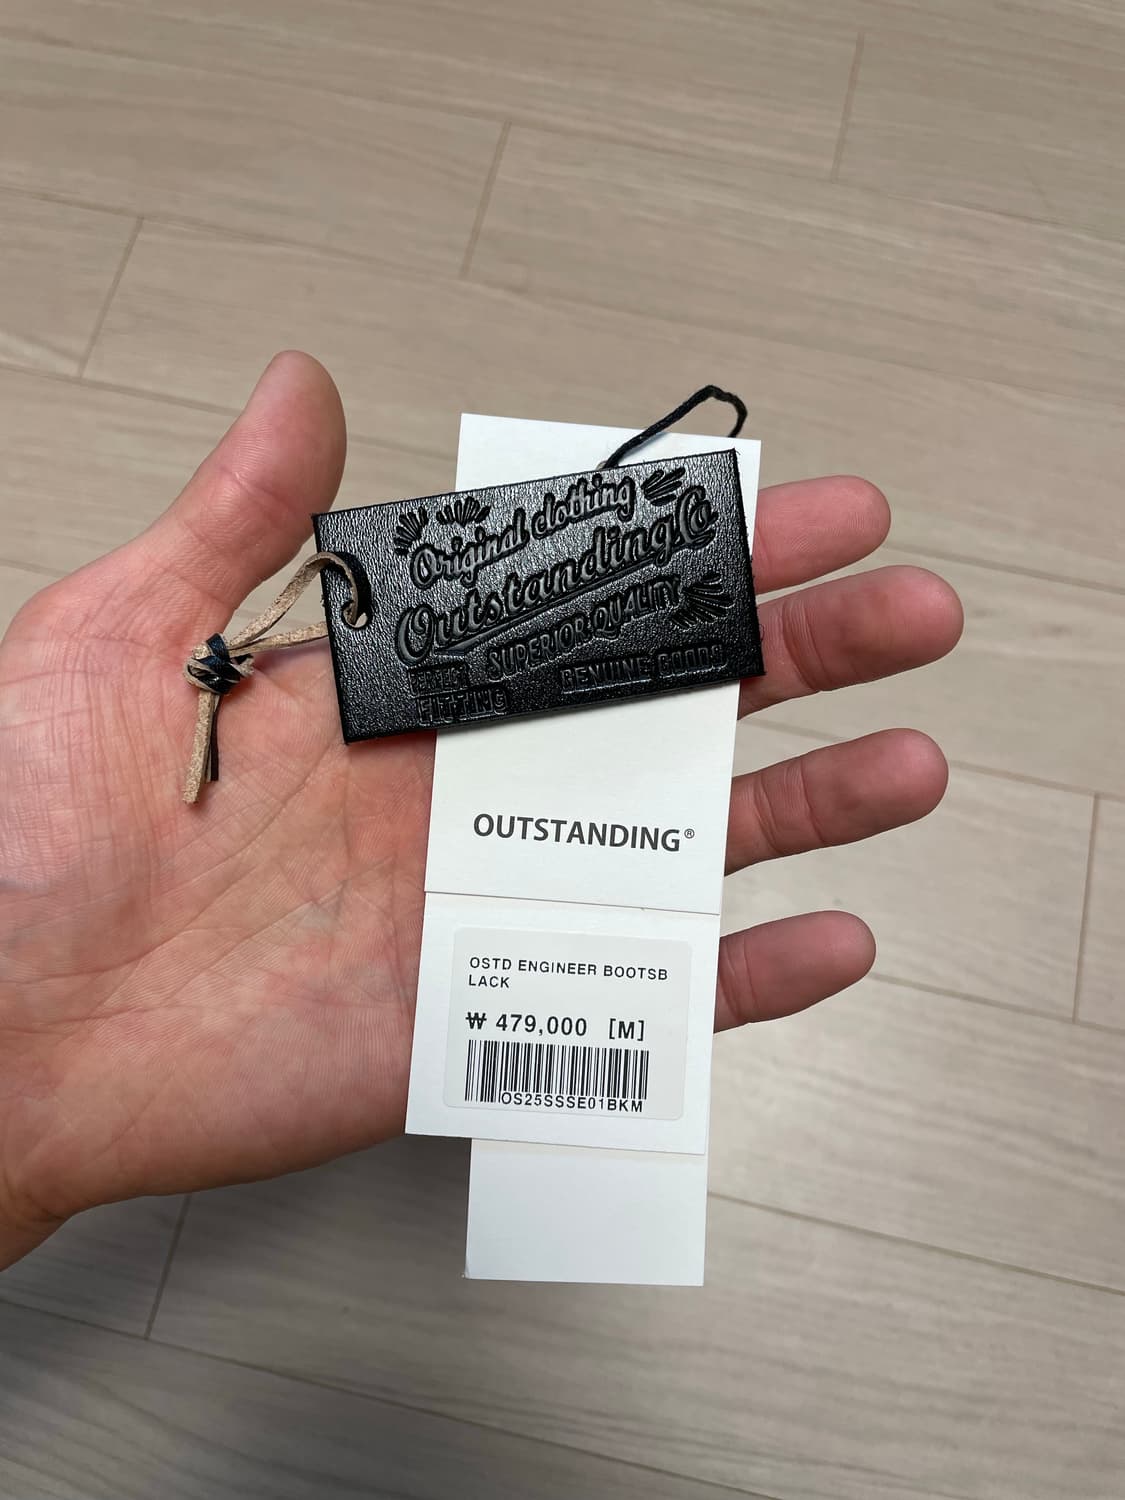 Original clothing
Outstanding Co
SUPERIOR QUALITY
PERFECT
FITTING
GENUINE GOODS
OUTSTANDING®
OSTD ENGINEER BOOTSB
LACK
₩ 479,000 [M]
OS25SSSE01BKM